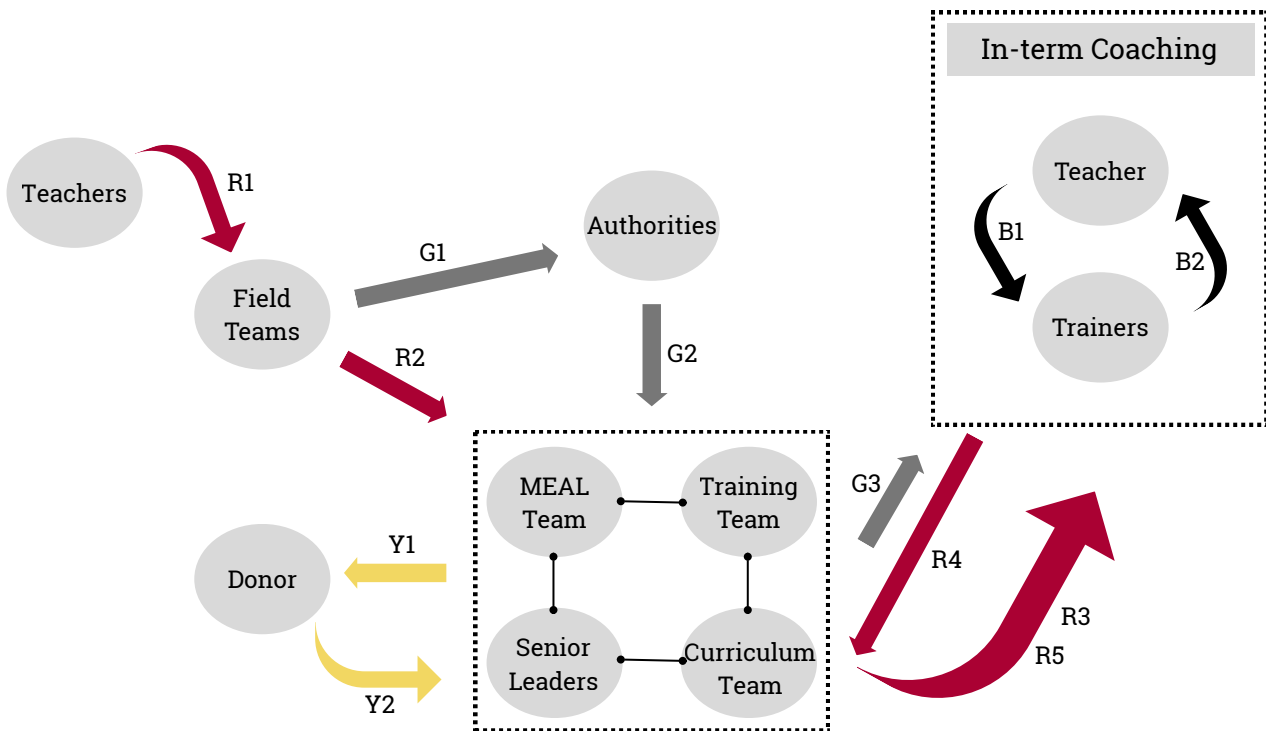 In-term Coaching
Teachers
R1
Teacher
Authorities
B1
B2
G1
Field
Teams
Trainers
R2
G2
MEAL
Team
Training
Team
G3
Y1
R4
Donor
R3
Senior
Leaders
Curriculum
Team
R5
Y2